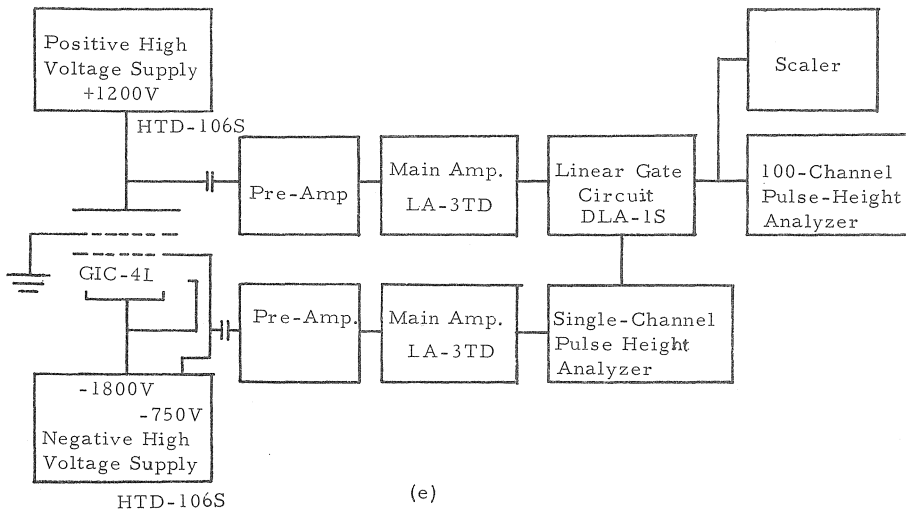 Positive High
Voltage Supply
+1200V
HTD-106S
Pre-Amp
Main Amp.
LA-3TD
Linear Gate
Circuit
DLA-1S
Scaler
100-Channel
Pulse-Height
Analyzer
GIC-4L
Pre-Amp.
Main Amp.
LA-3TD
Single-Channel
Pulse Height
Analyzer
-1800V
-750V
Negative High
Voltage Supply
HTD-106S
(e)